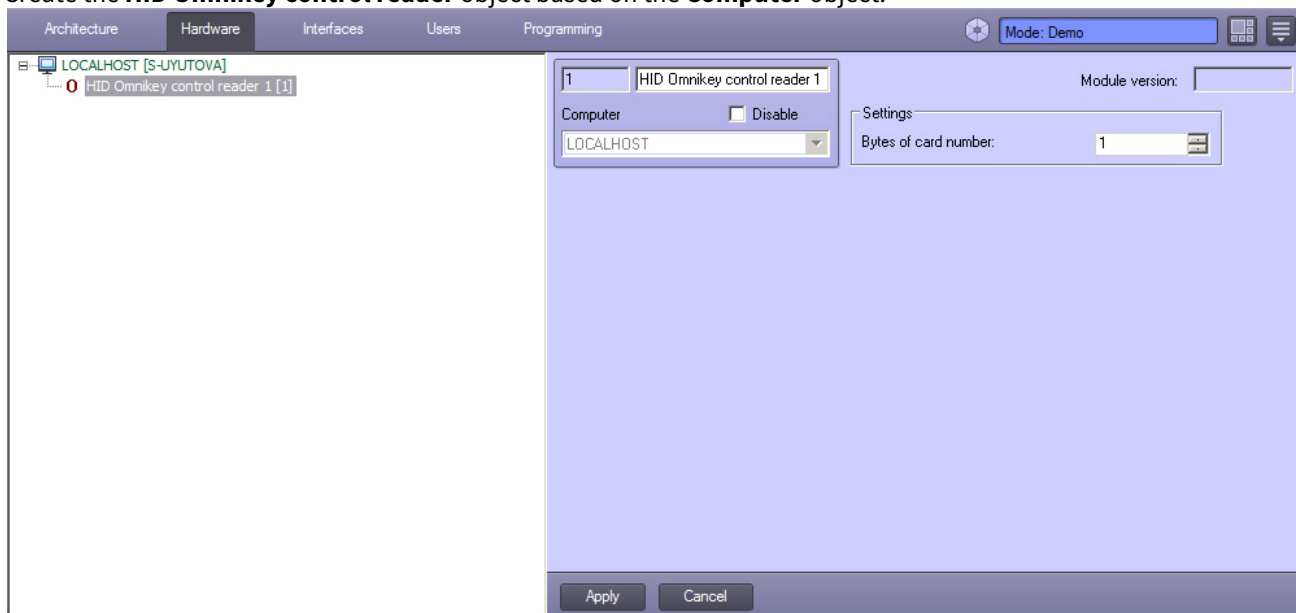 Create the HID Omnikey control reader object based on the Computer object.
Architecture Hardware Interfaces Users Programming Mode: Demo
LOCALHOST [S-UYUTOVA]
HID Omnikey control reader 1 [1]
1 HID Omnikey control reader 1
Module version:
Computer Disable
Settings
LOCALHOST
Bytes of card number: 1
Apply Cancel